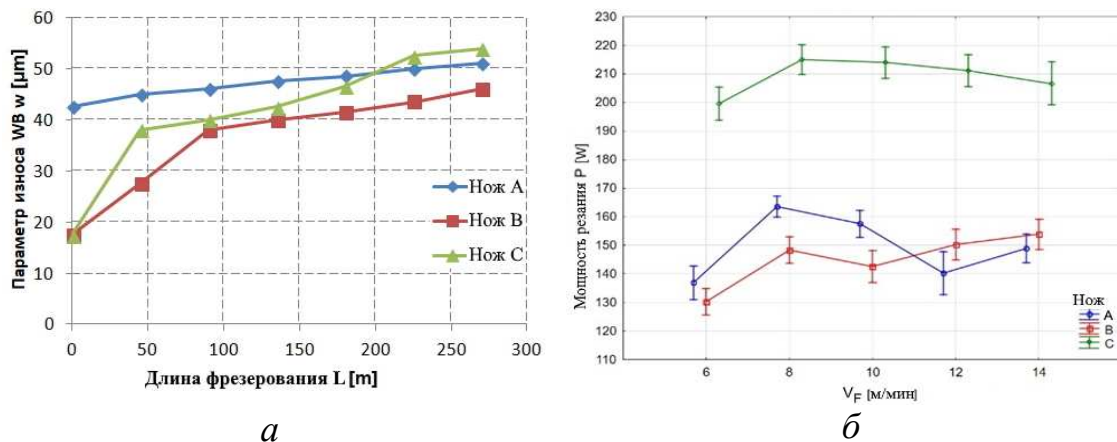 60
50
40
30
20
10
0
0 50 100 150 200 250 300
Параметр износа WB w [µm]
Длина фрезерования L [m]
Нож A
Нож B
Нож C
а
230
220
210
200
190
180
170
160
150
140
130
120
110
6 8 10 12 14
Мощность резания P [W]
V_F [м/мин]
Нож
A
B
C
б